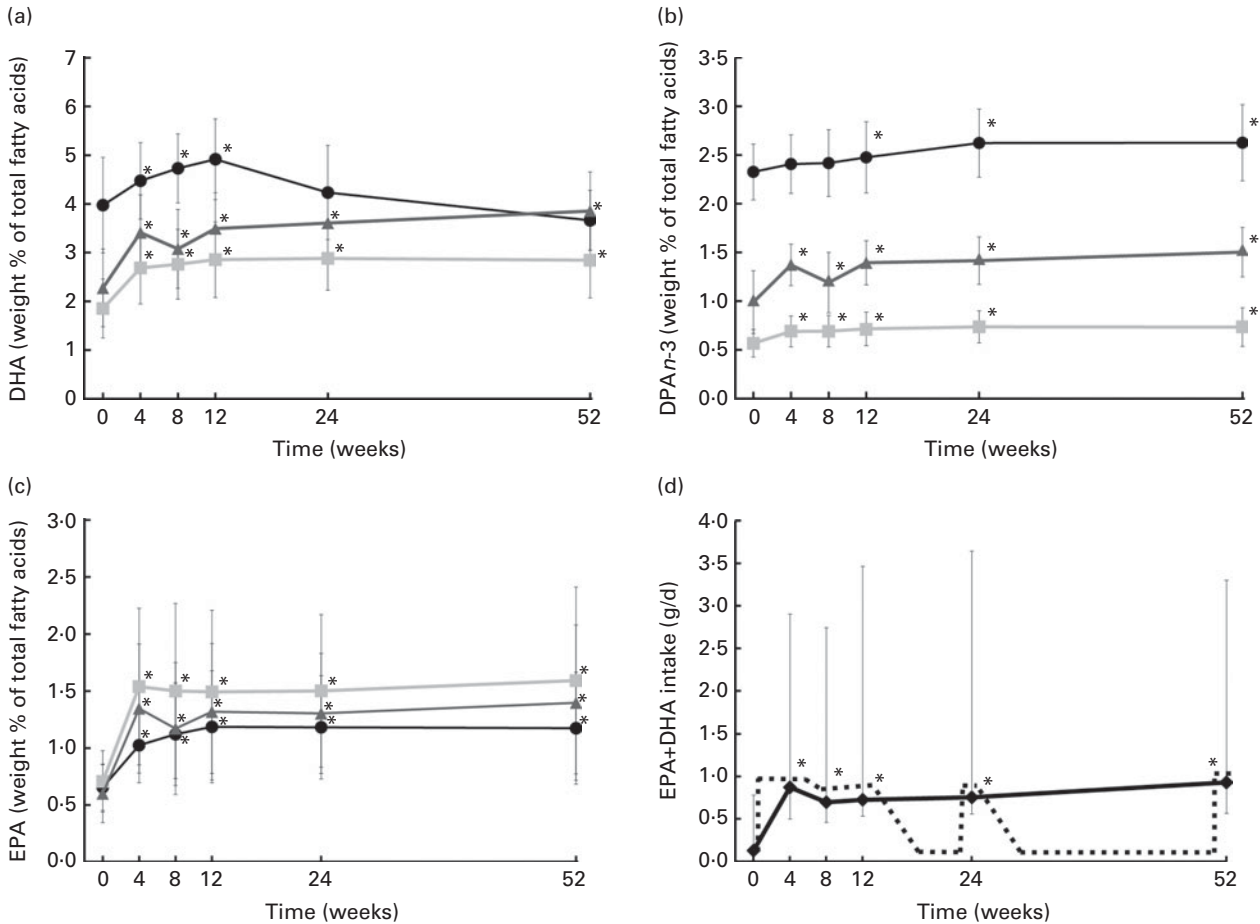 (a)
DHA (weight % of total fatty acids)
7
6
5
4
3
2
1
0
* * * * * * * * * * * * * *
0 4 8 12 24 52
Time (weeks)
(b)
DPAn-3 (weight % of total fatty acids)
3·5
3·0
2·5
2·0
1·5
1·0
0·5
0·0
* * * * * * * * * * * * *
0 4 8 12 24 52
Time (weeks)
(c)
EPA (weight % of total fatty acids)
3·0
2·5
2·0
1·5
1·0
0·5
0·0
* * * * * * * * * * * * * * *
0 4 8 12 24 52
Time (weeks)
(d)
EPA+DHA intake (g/d)
4·0
3·5
3·0
2·5
2·0
1·5
1·0
0·5
0·0
* * * * *
0 4 8 12 24 52
Time (weeks)